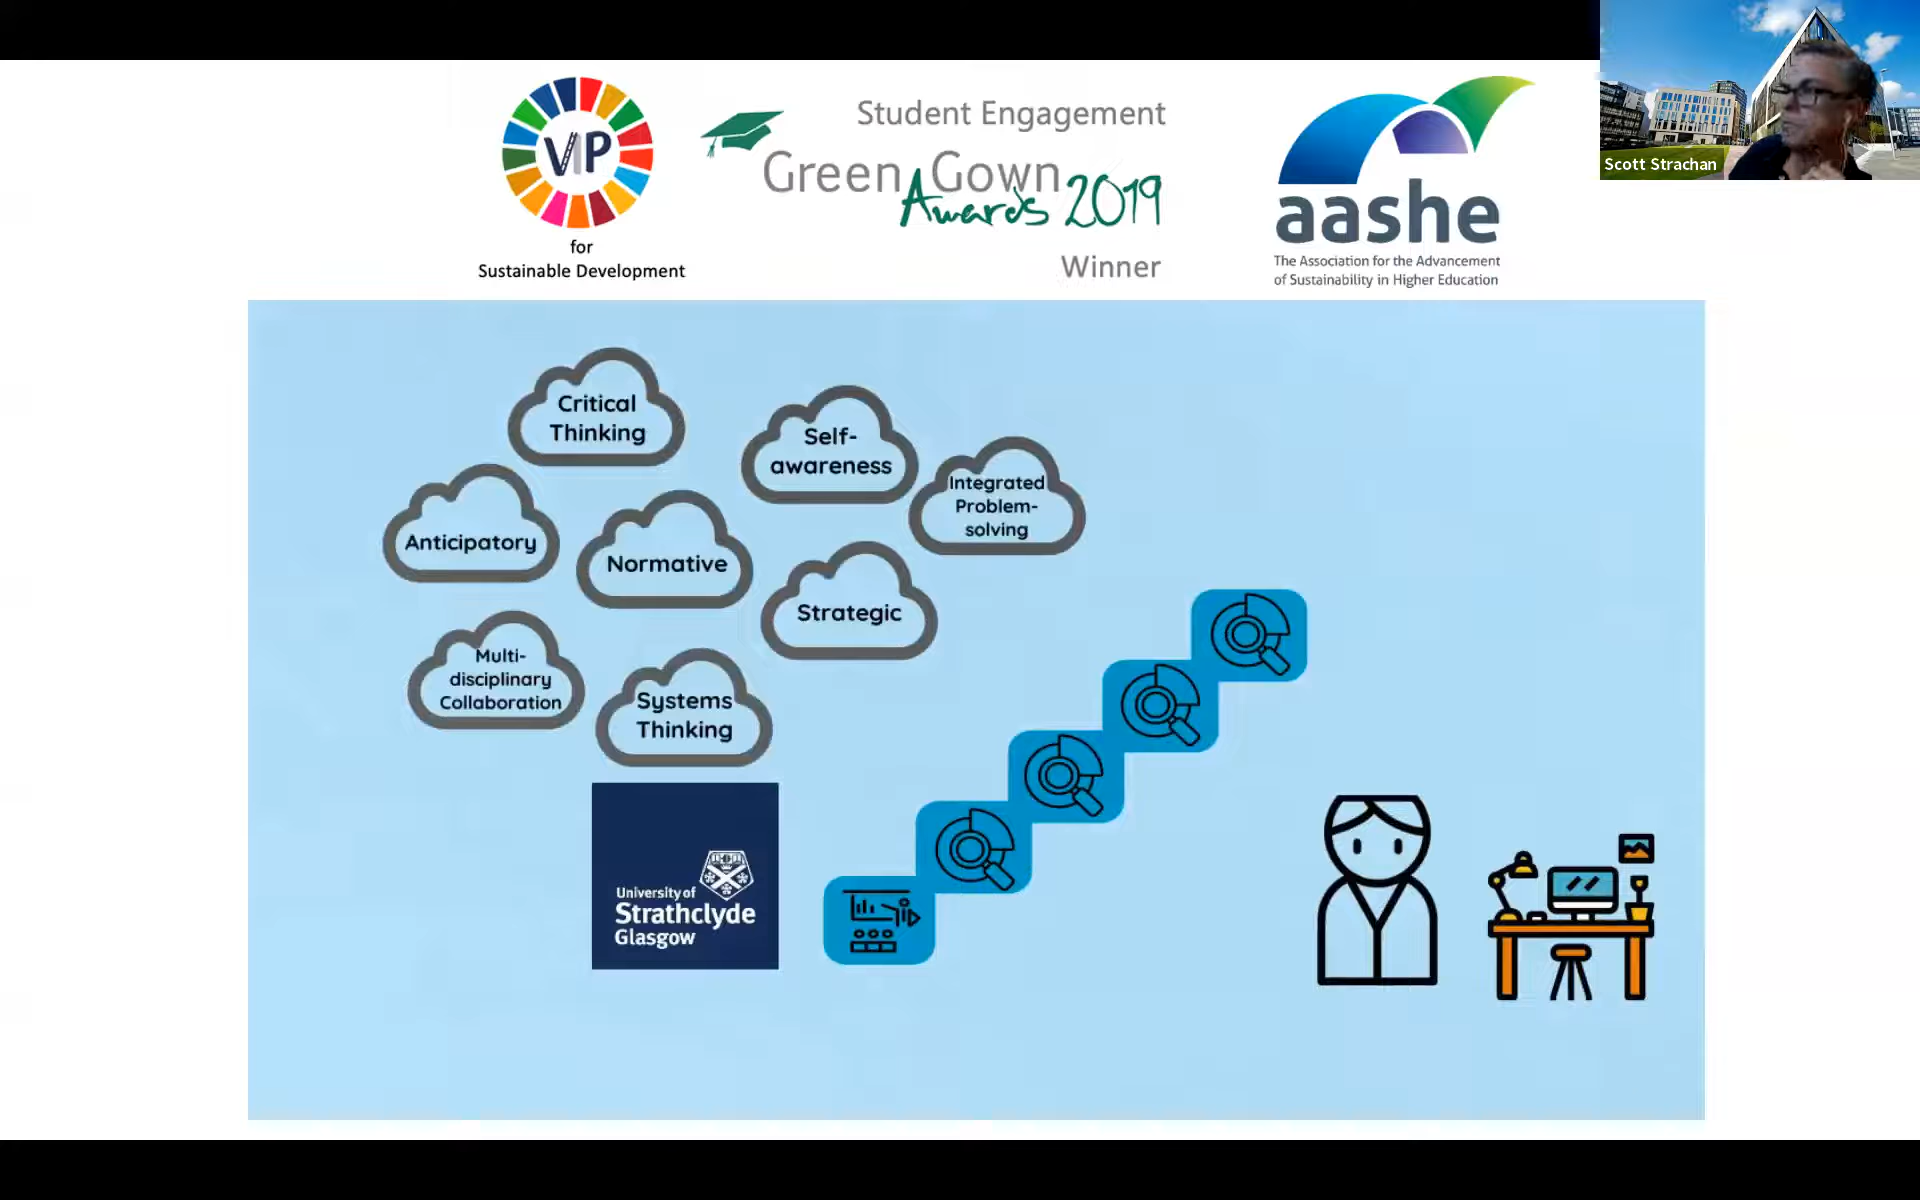 VIP
for
Sustainable Development
Student Engagement
Green Gown
Awards 2019
Winner
aashe
The Association for the Advancement
of Sustainability in Higher Education
Scott Strachan
Critical
Thinking
Self-
awareness
Integrated
Problem-
solving
Anticipatory
Normative
Strategic
Multi-
disciplinary
Collaboration
Systems
Thinking
University of
Strathclyde
Glasgow